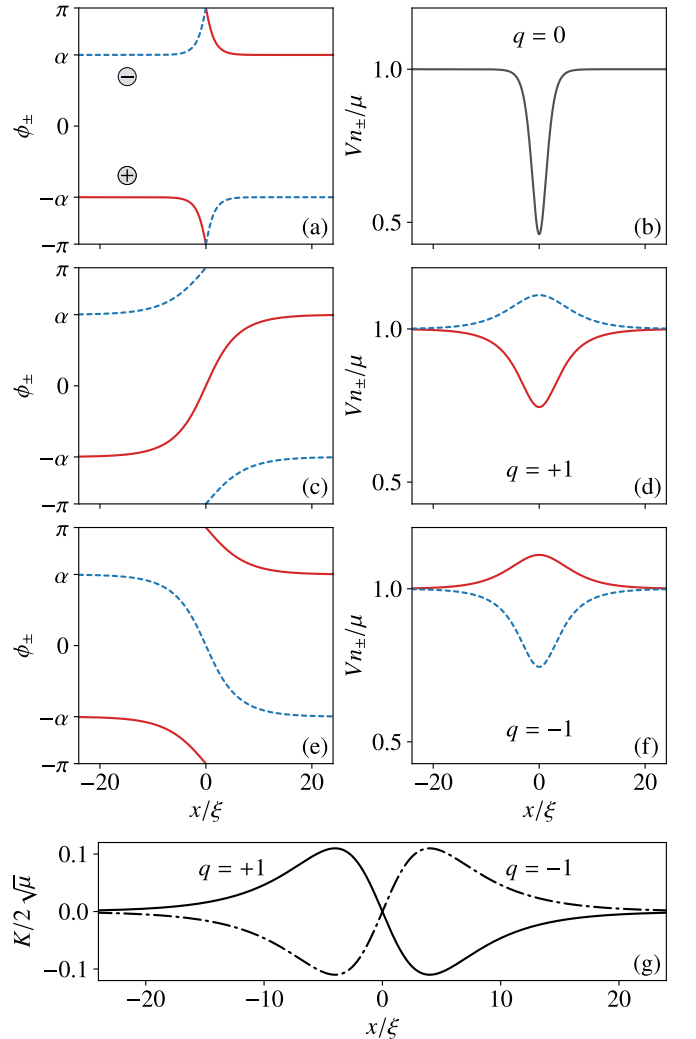 π
α
0
−α
−π
ϕ±
−
+
(a)
1.0
0.5
Vn±/μ
q = 0
(b)
π
α
0
−α
−π
ϕ±
(c)
1.0
0.5
Vn±/μ
q = +1
(d)
π
α
0
−α
−π
ϕ±
(e)
−20 0 20
x/ξ
1.0
0.5
Vn±/μ
q = −1
(f)
−20 0 20
x/ξ
0.1
0.0
−0.1
K/2√μ
q = +1
q = −1
(g)
−20 −10 0 10 20
x/ξ